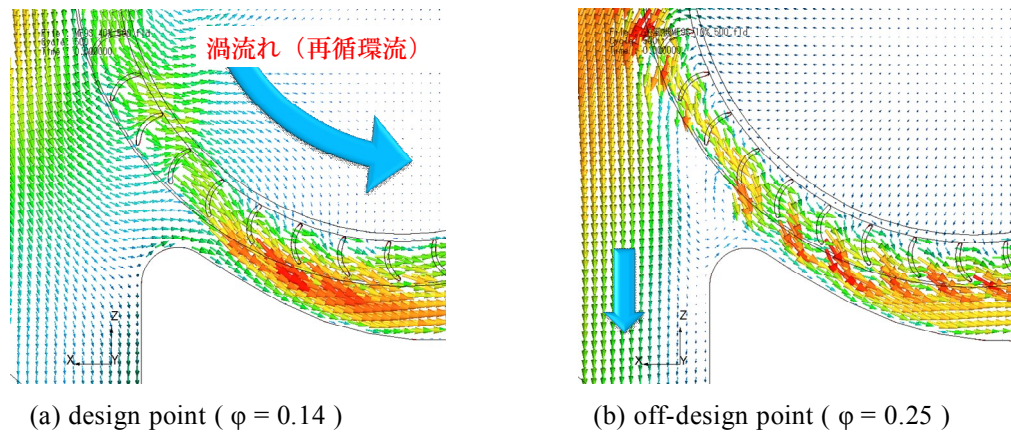 渦流れ（再循環流）
Z
X
Y
Z
X
Y
(a) design point ( φ = 0.14 )
(b) off-design point ( φ = 0.25 )